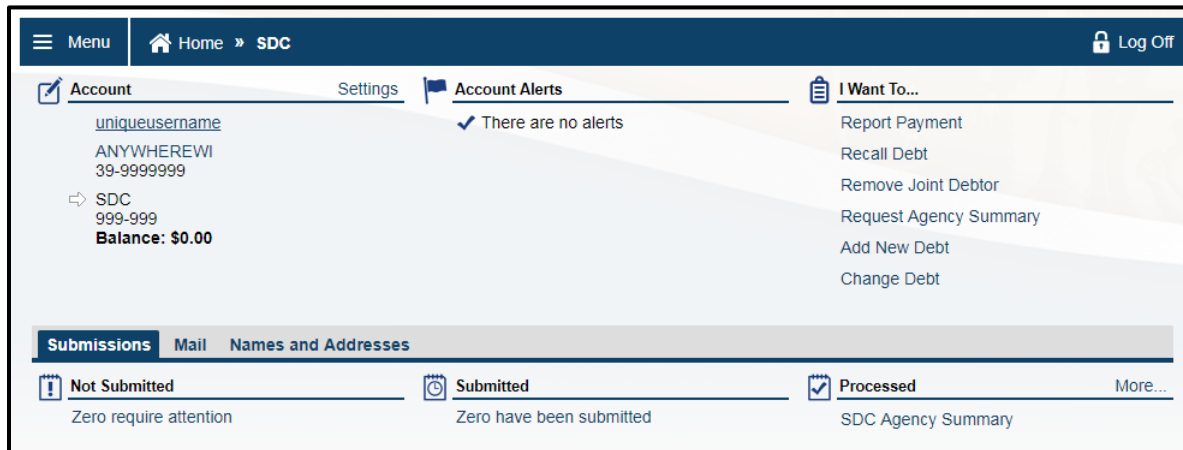 Menu
Home » SDC
Log Off
Account
Settings
uniqueusername
ANYWHEREWI
39-9999999
SDC
999-999
Balance: $0.00
Account Alerts
There are no alerts
I Want To...
Report Payment
Recall Debt
Remove Joint Debtor
Request Agency Summary
Add New Debt
Change Debt
Submissions
Mail
Names and Addresses
Not Submitted
Zero require attention
Submitted
Zero have been submitted
Processed
More...
SDC Agency Summary